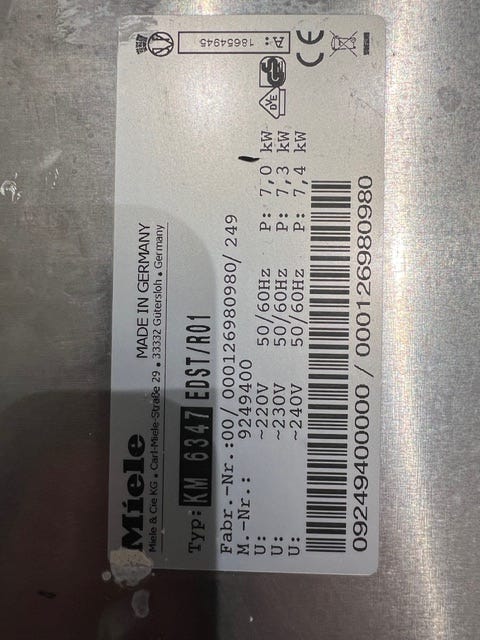 Miele
MADE IN GERMANY
Miele & Cie KG • Carl-Miele-Straße 29 • 33332 Gütersloh • Germany
Typ: KM 6347 EDST/R01
Fabr.-Nr.:00/ 000126980980/ 249
M.-Nr.: 9249400
U: ~220V 50/60Hz P: 7,0 kW
U: ~230V 50/60Hz P: 7,3 kW
U: ~240V 50/60Hz P: 7,4 kW
09249400000 / 000126980980
A: 18654945
CE
VDE